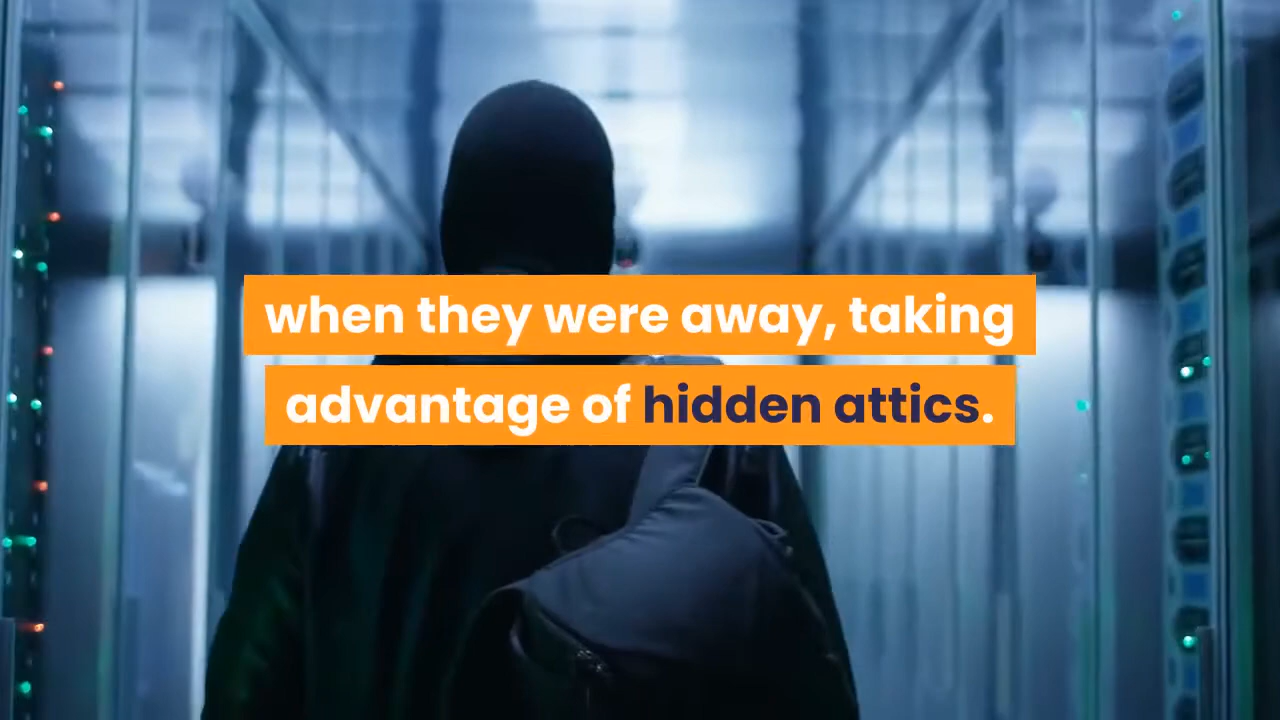 when they were away, taking
advantage of hidden attics.